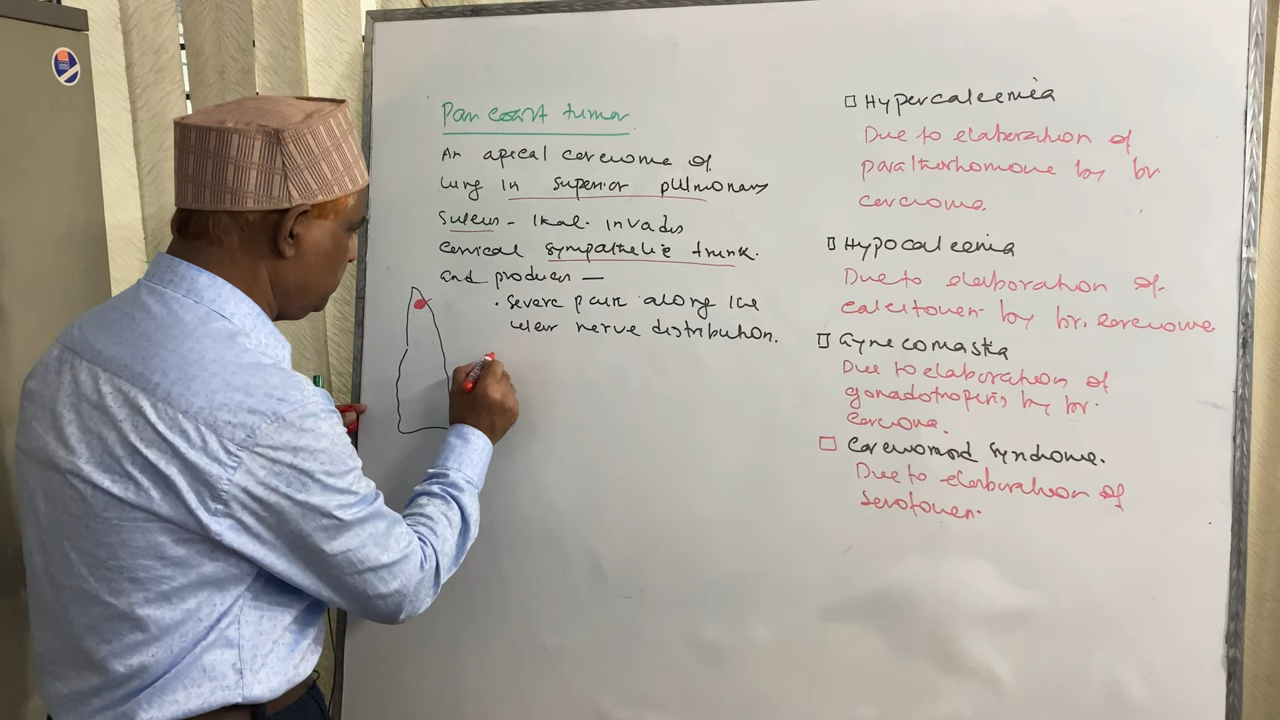 Pancoast tumor
An apical carcinoma of
lung in superior pulmonary
sulcus - that invades
cervical sympathetic trunk.
and produces —
• severe pain along the
ulnar nerve distribution.
□ Hypercalcemia
Due to elaboration of
parathormone by br
carcinoma.
□ Hypocalcemia
Due to elaboration of
calcitonin by br. carcinoma
□ Gynecomastia
Due to elaboration of
gonadotropins by br.
carcinoma.
□ Carcinoid syndrome.
Due to elaboration of
serotonin.